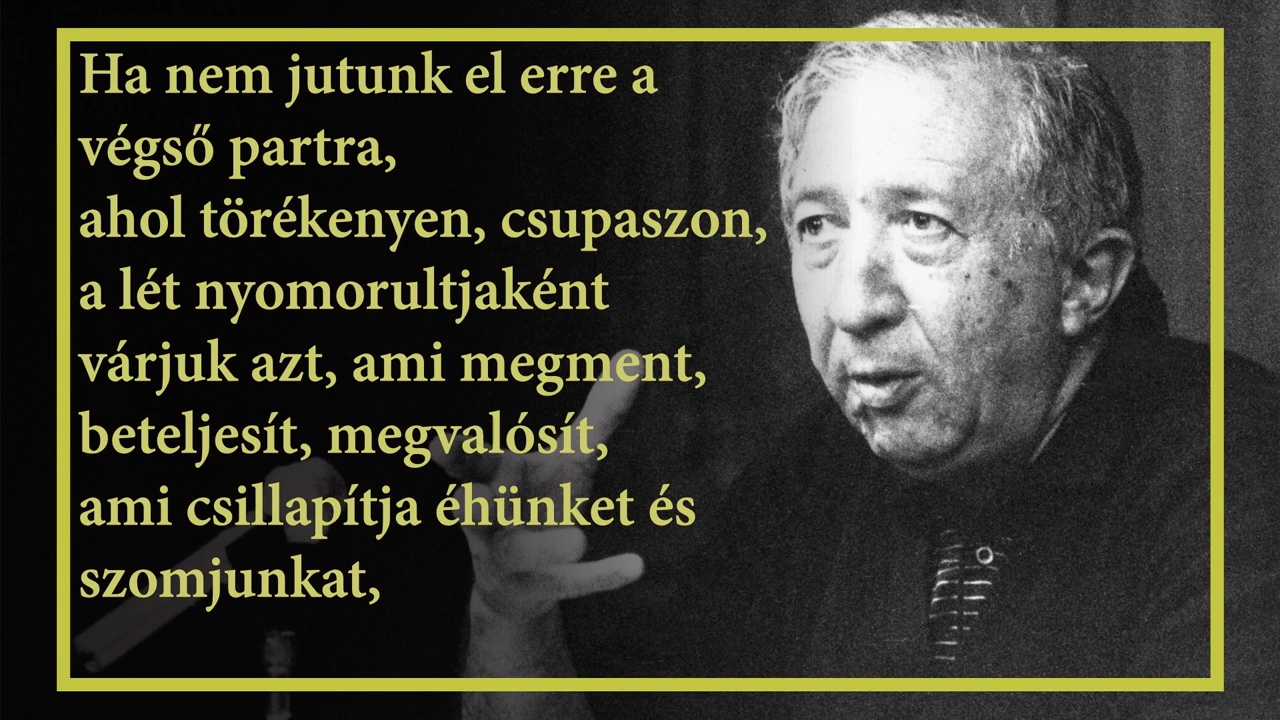 Ha nem jutunk el erre a
végső partra,
ahol törékenyen, csupaszon,
a lét nyomorultjaként
várjuk azt, ami megment,
beteljesít, megvalósít,
ami csillapítja éhünket és
szomjunkat,